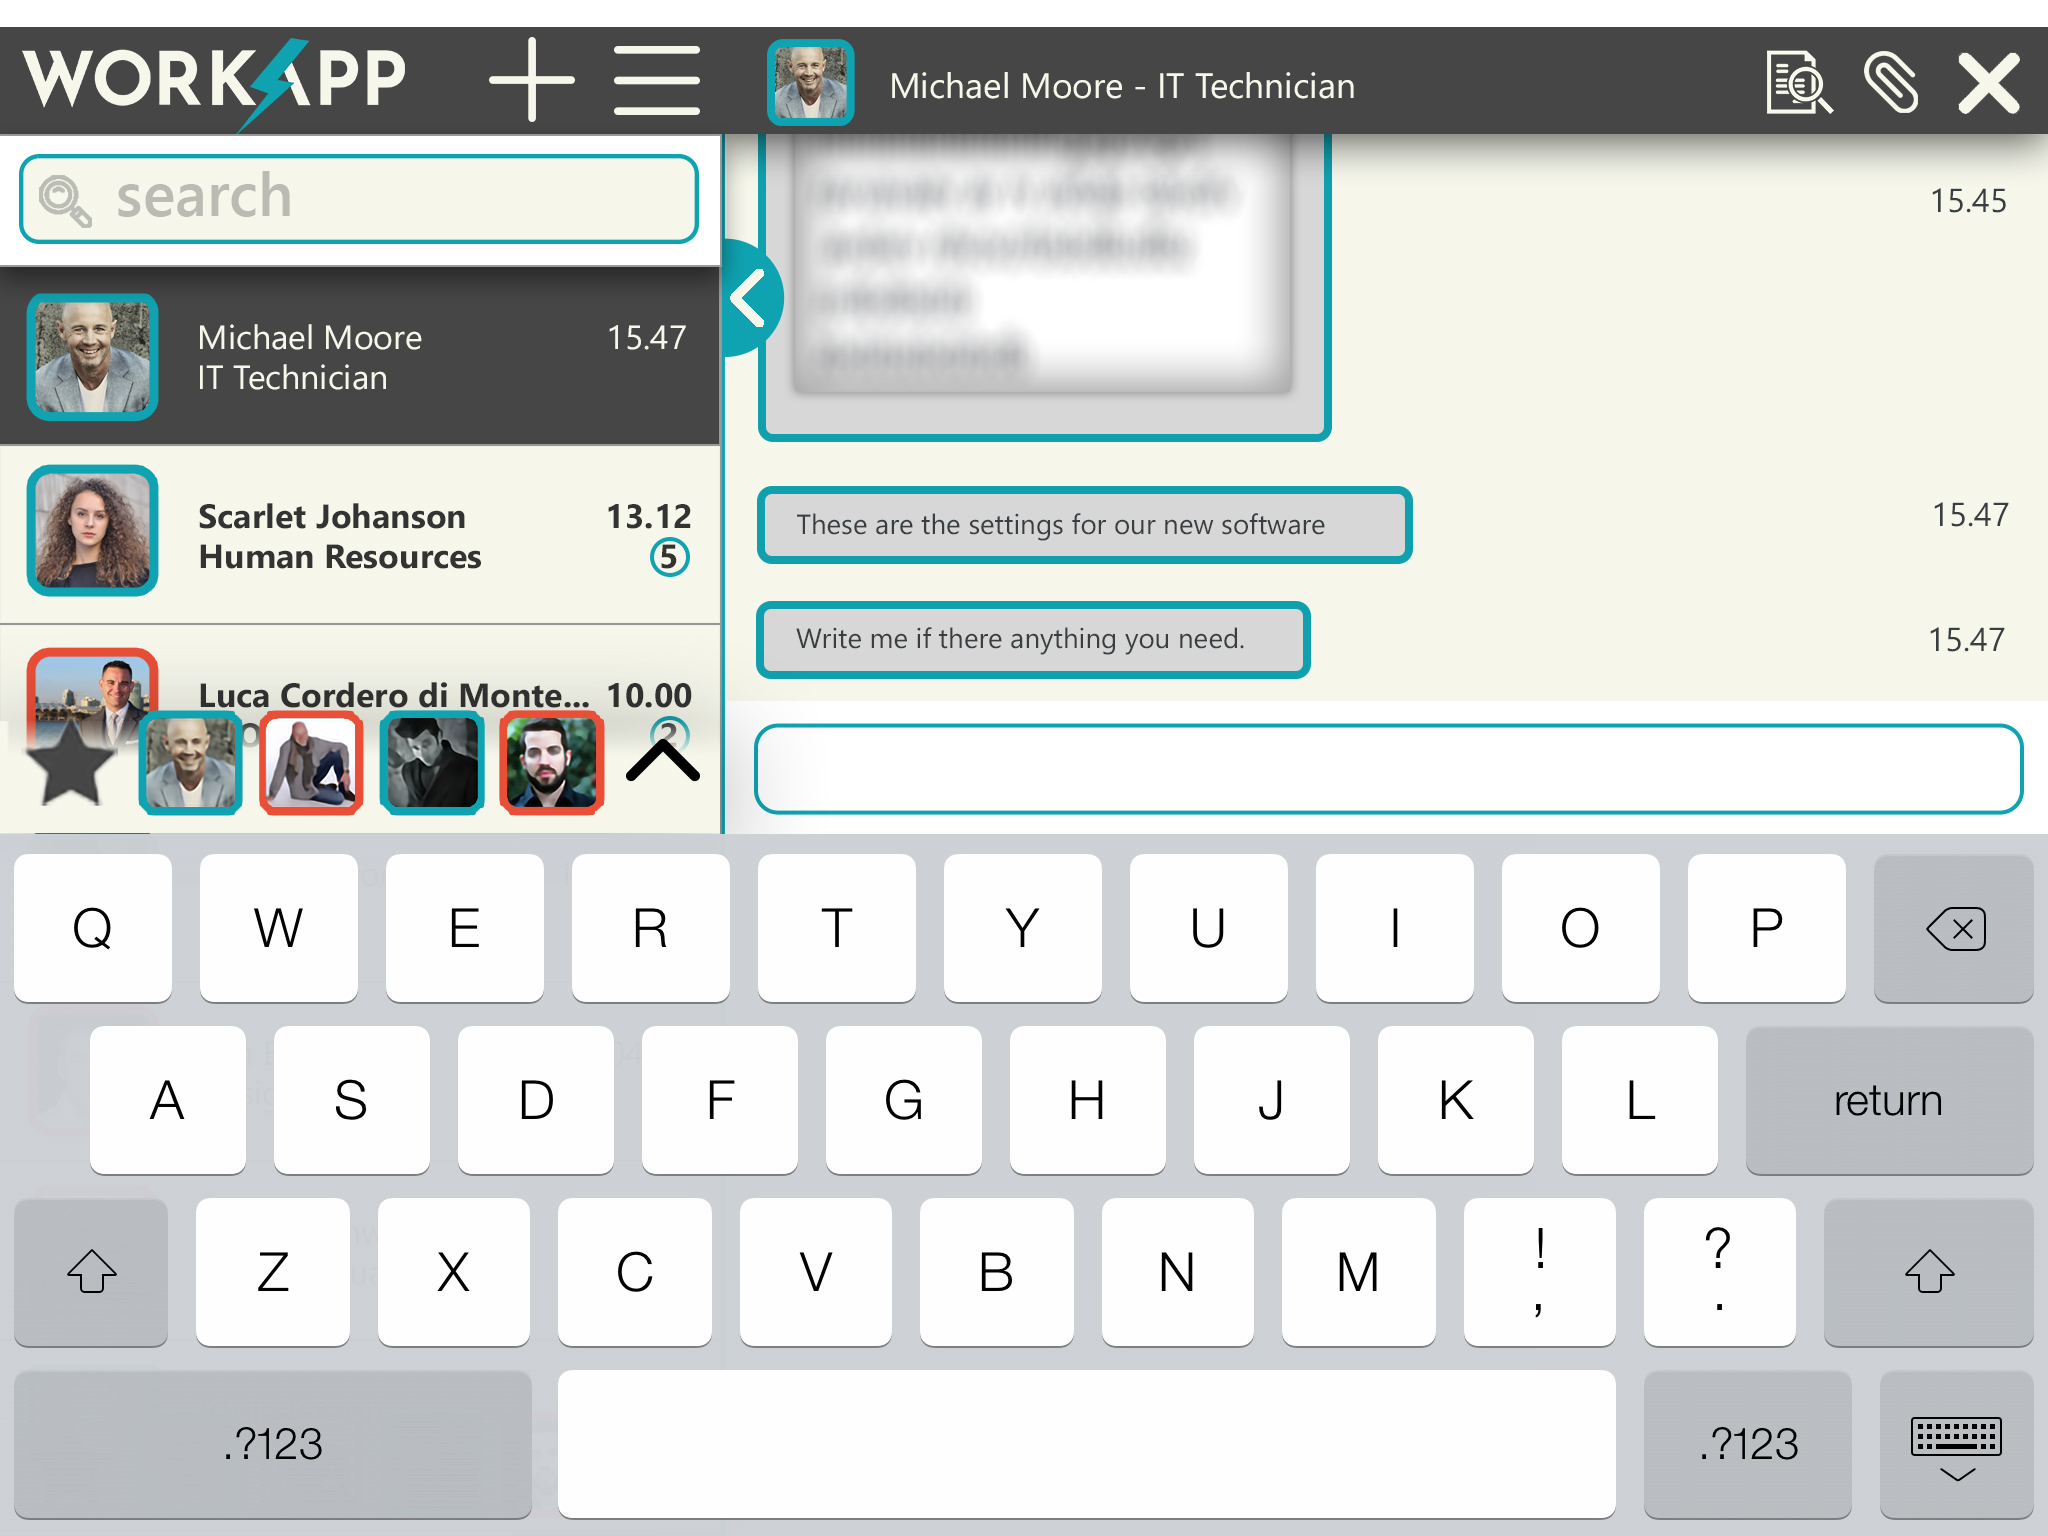 WORKAPP
Michael Moore - IT Technician
search
Michael Moore
15.47
IT Technician
Scarlet Johanson
13.12
Human Resources
5
Luca Cordero di Monte...
10.00
2
15.45
These are the settings for our new software
15.47
Write me if there anything you need.
15.47
Q W E R T Y U I O P
A S D F G H J K L return
Z X C V B N M ! ?
, .
.?123 .?123